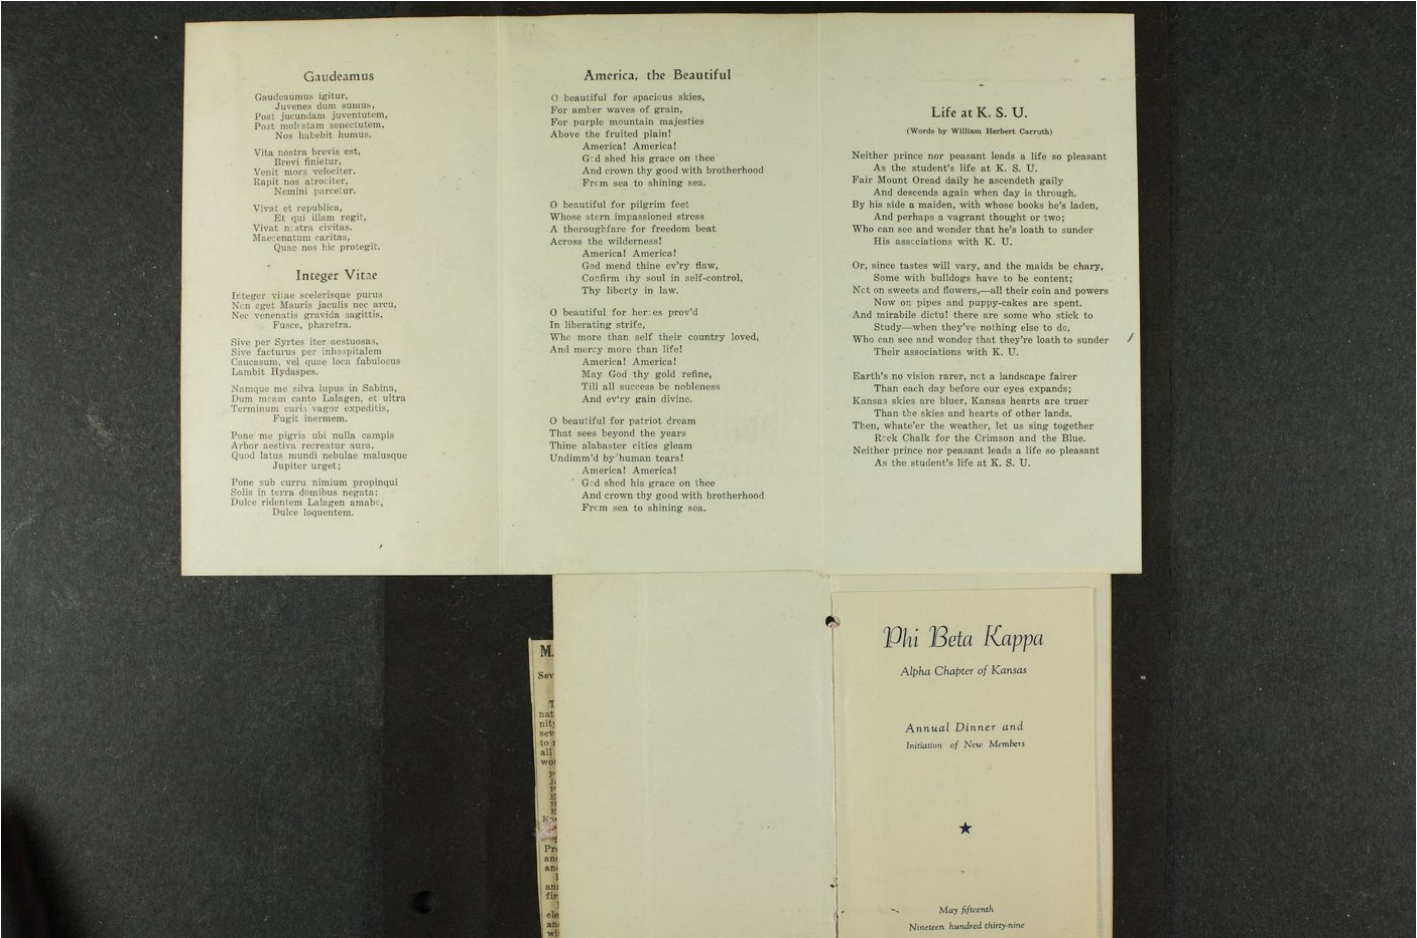 Gaudeamus
Gaudeaumus igitur,
Juvenes dum sumus,
Post jucundam juventutem,
Post molestam senectutem,
Nos habebit humus.
Vita nostra brevis est,
Brevi finietur,
Venit mors velociter,
Rapit nos atrociter,
Nemini parcetur.
Vivat et republica,
Et qui illam regit,
Vivat nostra civitas.
Maecenatum caritas,
Quae nos hic protegit.
Integer Vitae
Integer vitae scelerisque purus
Non eget Mauris jaculis nec arcu,
Nec venenatis gravida sagittis,
Fusce, pharetra.
Sive per Syrtes iter aestuosas,
Sive facturus per inhospitalem
Caucasum, vel quae loca fabulosus
Lambit Hydaspes.
Namque me silva lupus in Sabina,
Dum meam canto Lalagen, et ultra
Terminum curis vagor expeditis,
Fugit inermem.
Pone me pigris ubi nulla campis
Arbor aestiva recreatur aura,
Quod latus mundi nebulae malusque
Jupiter urget;
Pone sub curru nimium propinqui
Solis in terra domibus negata:
Dulce ridentem Lalagen amabo,
Dulce loquentem.
America, the Beautiful
O beautiful for spacious skies,
For amber waves of grain,
For purple mountain majesties
Above the fruited plain!
America! America!
God shed his grace on thee
And crown thy good with brotherhood
From sea to shining sea.
O beautiful for pilgrim feet
Whose stern impassioned stress
A thoroughfare for freedom beat
Across the wilderness!
America! America!
God mend thine ev'ry flaw,
Confirm thy soul in self-control,
Thy liberty in law.
O beautiful for heroes prov'd
In liberating strife,
Who more than self their country loved,
And mercy more than life!
America! America!
May God thy gold refine,
Till all success be nobleness
And ev'ry gain divine.
O beautiful for patriot dream
That sees beyond the years
Thine alabaster cities gleam
Undimm'd by human tears!
America! America!
God shed his grace on thee
And crown thy good with brotherhood
From sea to shining sea.
Life at K. S. U.
(Words by William Herbert Carruth)
Neither prince nor peasant leads a life so pleasant
As the student's life at K. S. U.
Fair Mount Oread daily he ascendeth gaily
And descends again when day is through.
By his side a maiden, with whose books he's laden,
And perhaps a vagrant thought or two;
Who can see and wonder that he's loath to sunder
His associations with K. U.
Or, since tastes will vary, and the maids be chary,
Some with bulldogs have to be content;
Not on sweets and flowers,—all their coin and powers
Now on pipes and puppy-cakes are spent.
And mirabile dictu! there are some who stick to
Study—when they've nothing else to do.
Who can see and wonder that they're loath to sunder
Their associations with K. U.
Earth's no vision rarer, not a landscape fairer
Than each day before our eyes expands;
Kansas skies are bluer, Kansas hearts are truer
Than the skies and hearts of other lands.
Then, whate'er the weather, let us sing together
Rock Chalk for the Crimson and the Blue.
Neither prince nor peasant leads a life so pleasant
As the student's life at K. S. U.
Phi Beta Kappa
Alpha Chapter of Kansas
Annual Dinner and
Initiation of New Members
May fifteenth
Nineteen hundred thirty-nine
M.
Sev
T
nat
nity
sev
to
all
wo
Pr
and
and
ann
fir
ele
an
wi